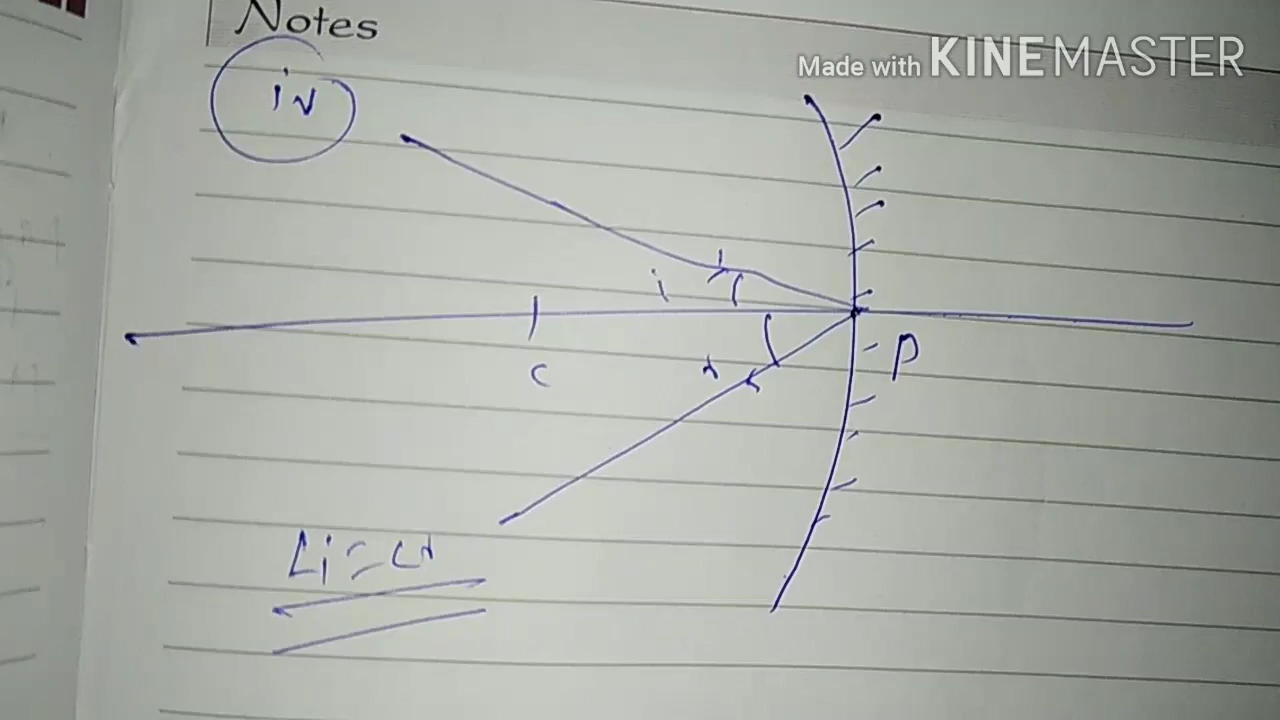 Notes
Made with KINEMASTER
iv
i
P
C
r
∠i = ∠r